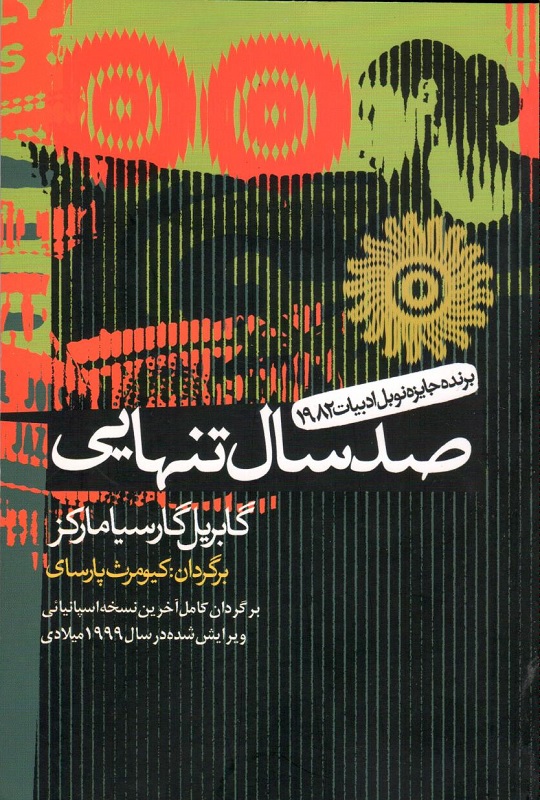 برنده جایزه نوبل ادبیات ۱۹۸۲
صد سال تنهایی
گابریل گارسیا مارکز
برگردان: کیومرث پارسای
برگردان کامل آخرین نسخه اسپانیائی
ویرایش شده در سال ۱۹۹۹ میلادی